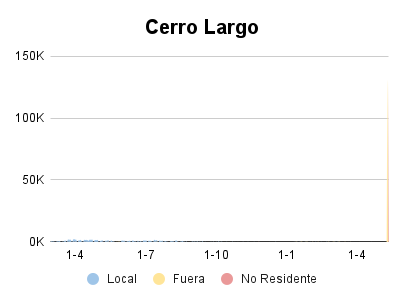 Cerro Largo
150K
100K
50K
0K
1-4 1-7 1-10 1-1 1-4
Local Fuera No Residente